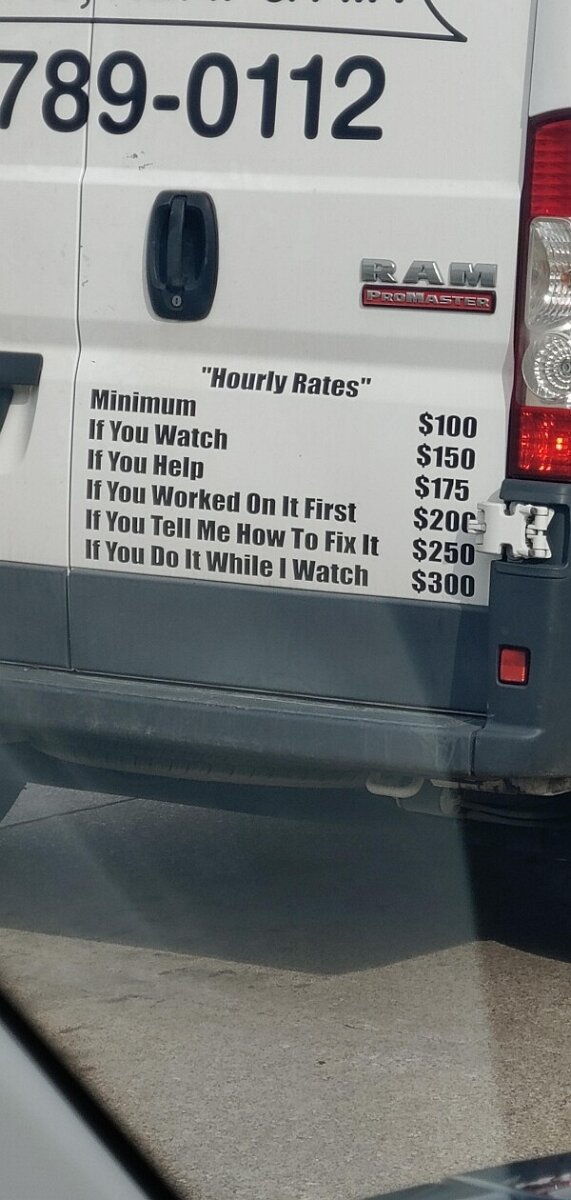 789-0112
RAM
PROMASTER
"Hourly Rates"
Minimum $100
If You Watch $150
If You Help $175
If You Worked On It First $200
If You Tell Me How To Fix It $250
If You Do It While I Watch $300